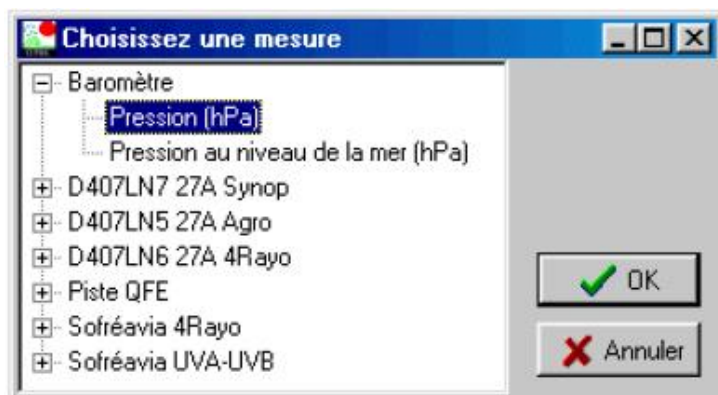 Choisissez une mesure
Baromètre
Pression (hPa)
Pression au niveau de la mer (hPa)
D407LN7 27A Synop
D407LN5 27A Agro
D407LN6 27A 4Rayo
Piste QFE
Sofréavia 4Rayo
Sofréavia UVA-UVB
OK
Annuler